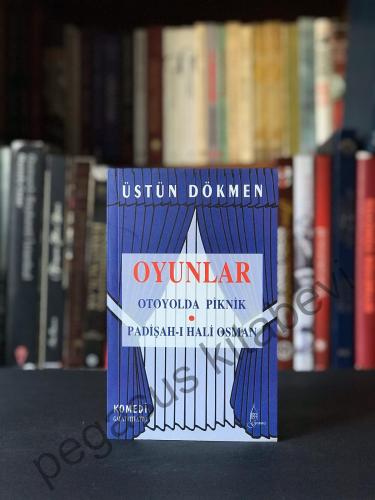 ÜSTÜN DÖKMEN
OYUNLAR
OTOYOLDA PİKNİK
PADİŞAH-I HALİ OSMAN
KOMEDİ
pegasus kitabevi